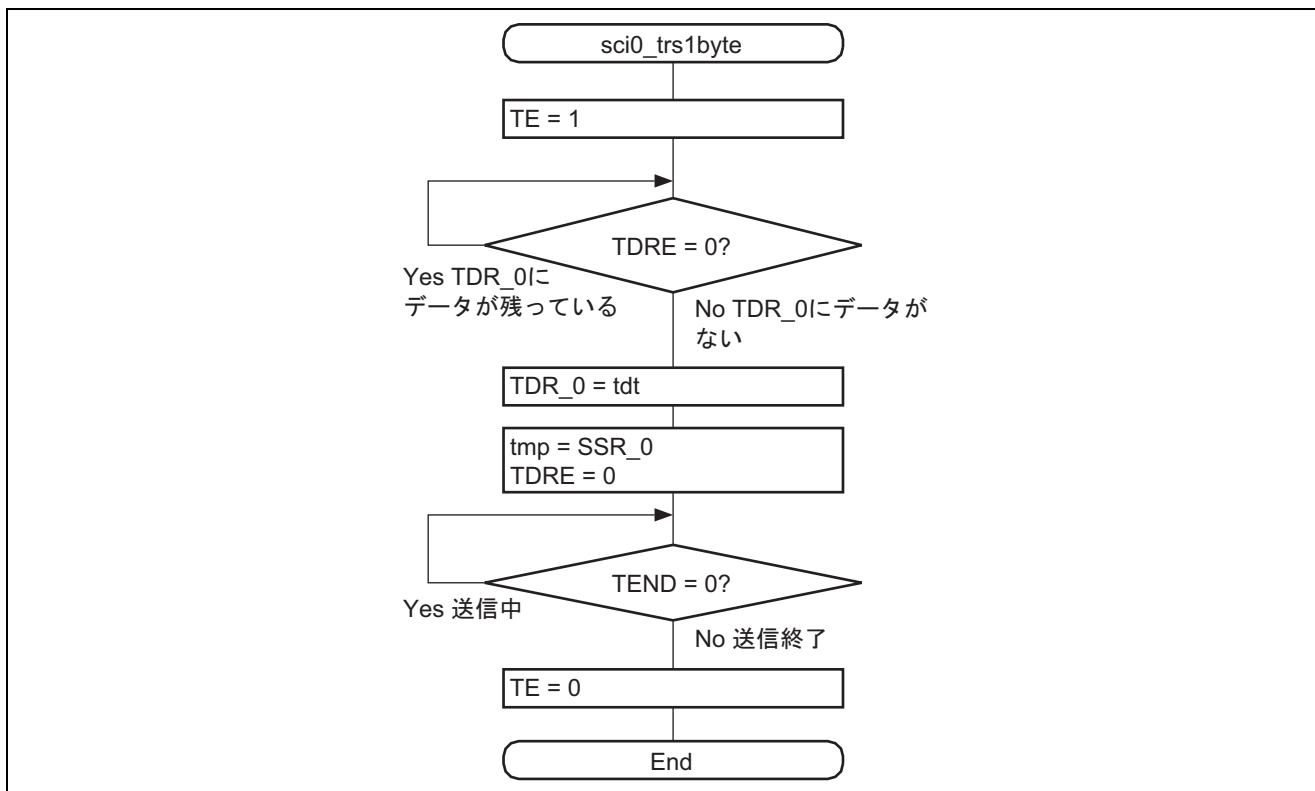 sci0_trs1byte
TE = 1
TDRE = 0?
Yes TDR_0に
データが残っている
No TDR_0にデータが
ない
TDR_0 = tdt
tmp = SSR_0
TDRE = 0
TEND = 0?
Yes 送信中
No 送信終了
TE = 0
End